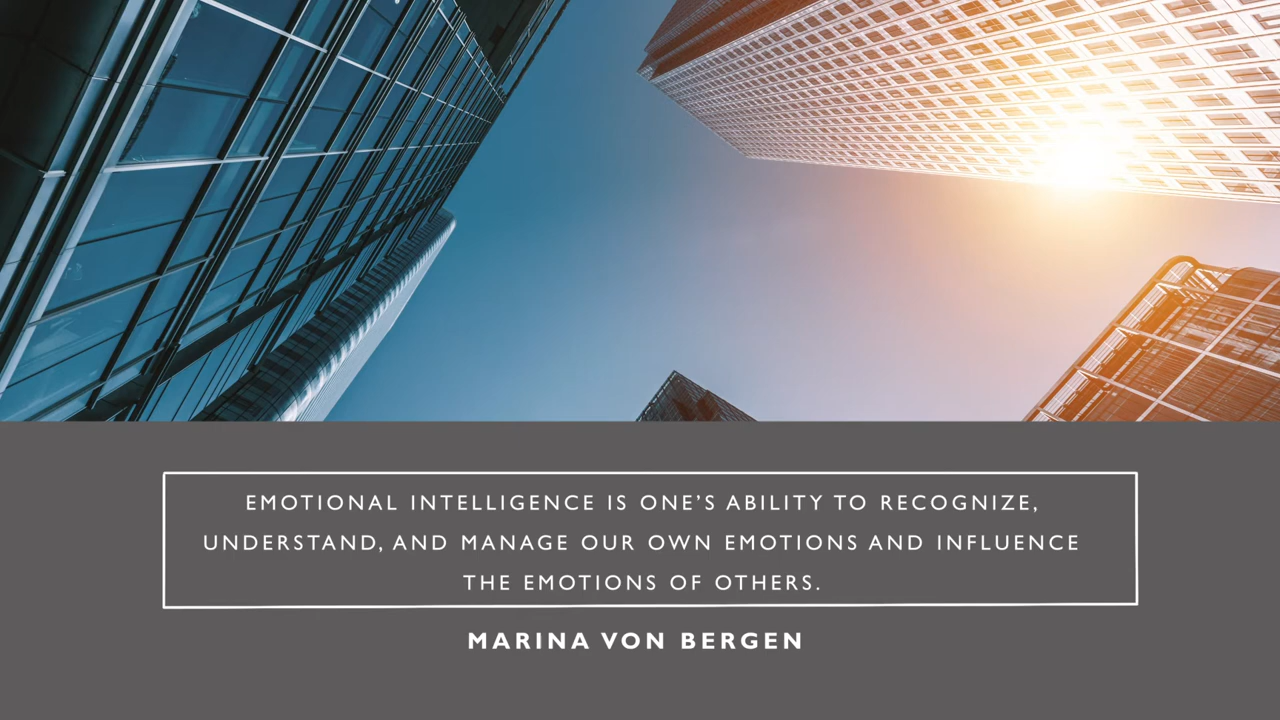 EMOTIONAL INTELLIGENCE IS ONE'S ABILITY TO RECOGNIZE,
UNDERSTAND, AND MANAGE OUR OWN EMOTIONS AND INFLUENCE
THE EMOTIONS OF OTHERS.
MARINA VON BERGEN